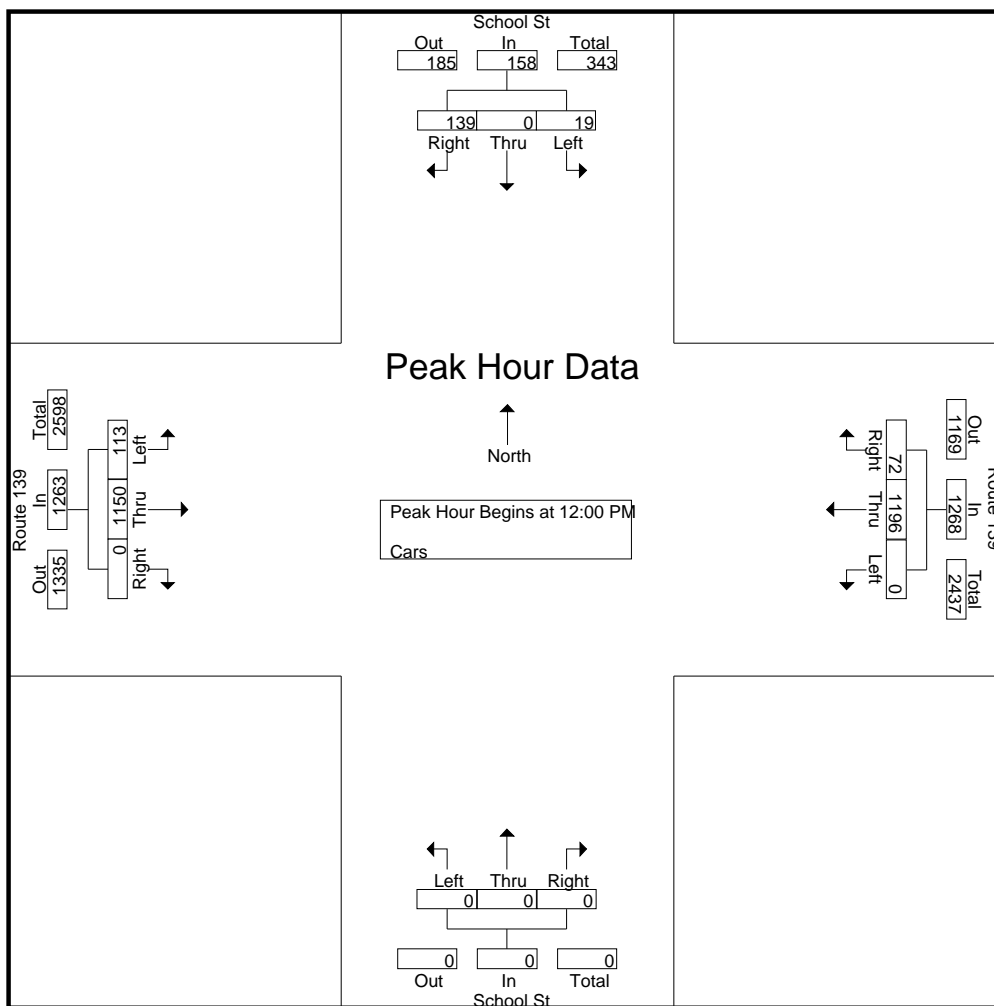 School St
Out In Total
185 158 343
139 0 19
Right Thru Left
Peak Hour Data
North
Peak Hour Begins at 12:00 PM
Cars
Route 139
Total In Out
2598 1263 1335
113 1150 0
Left Thru Right
Right Thru Left
72 1196 0
Out In Total
1169 1268 2437
Route 139
Left Thru Right
0 0 0
0 0 0
Out In Total
School St